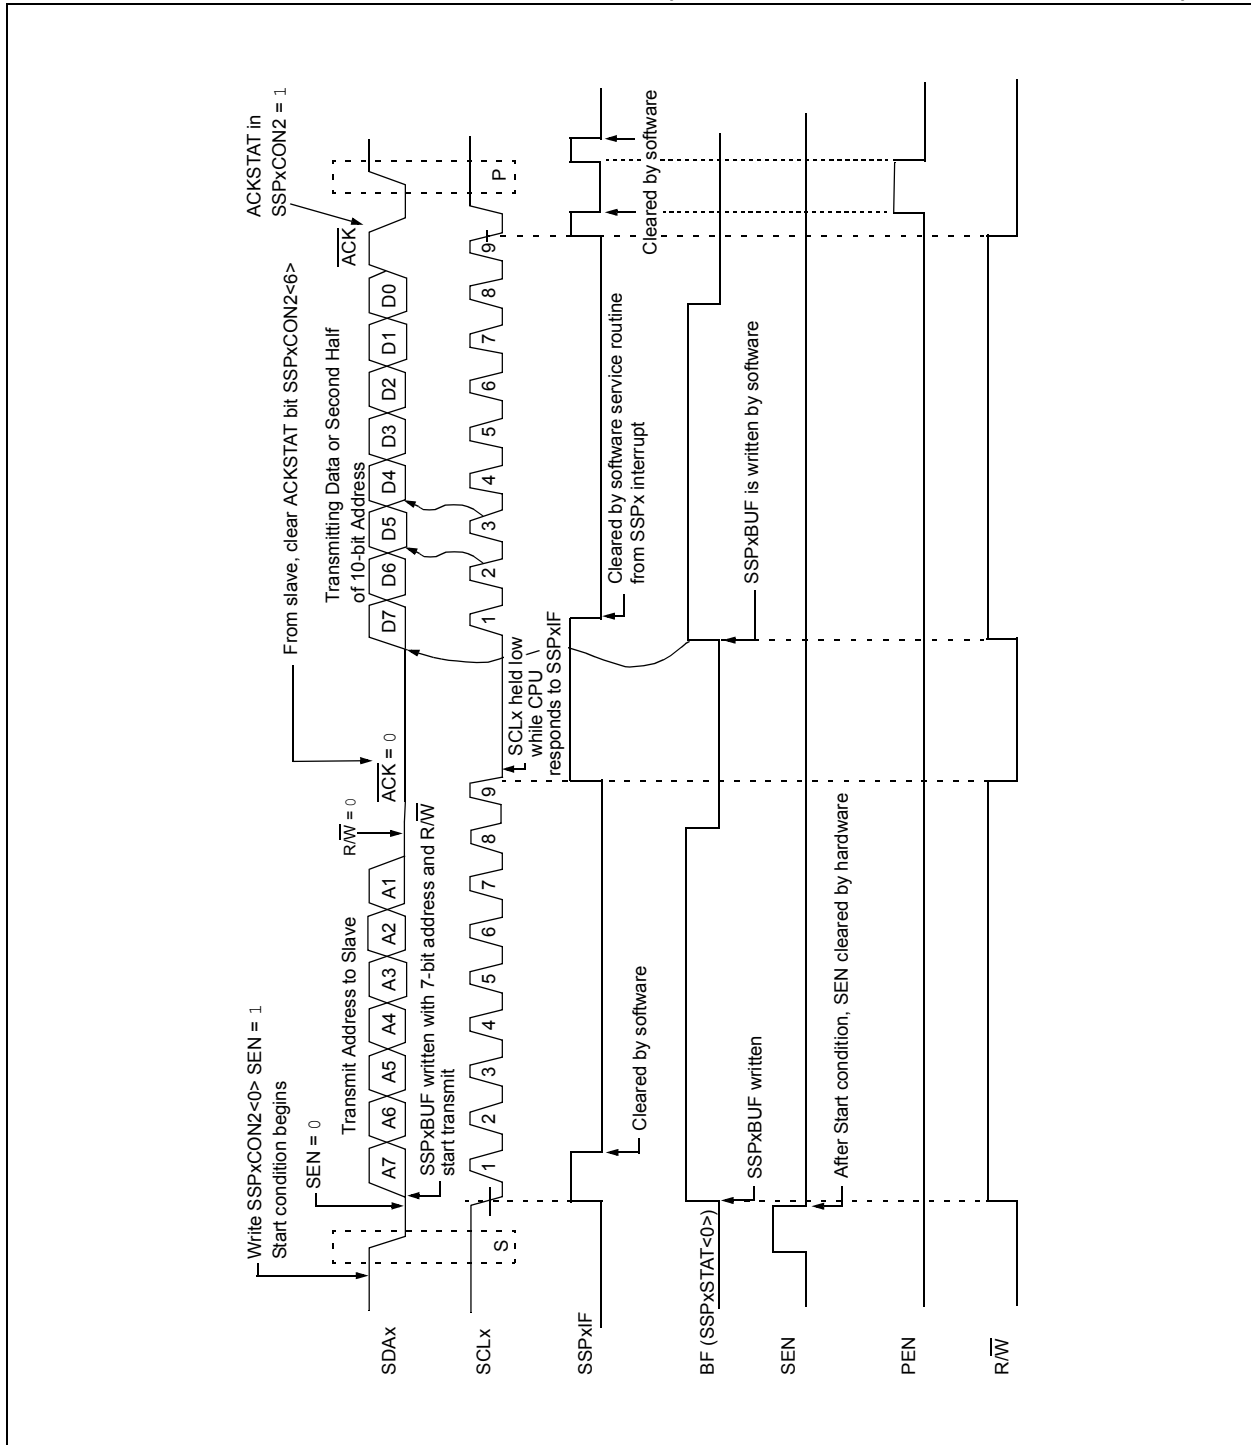 Write SSPxCON2<0> SEN = 1
Start condition begins
SEN = 0
From slave, clear ACKSTAT bit SSPxCON2<6>
ACKSTAT in
SSPxCON2 = 1
Transmit Address to Slave
R/W = 0
ACK = 0
Transmitting Data or Second Half
of 10-bit Address
ACK
SDAx
A7 A6 A5 A4 A3 A2 A1
D7 D6 D5 D4 D3 D2 D1 D0
SSPxBUF written with 7-bit address and R/W
start transmit
SCLx
S
1 2 3 4 5 6 7 8 9
1 2 3 4 5 6 7 8 9
P
SCLx held low
while CPU
responds to SSPxIF
SSPxIF
Cleared by software
Cleared by software service routine
from SSPx interrupt
Cleared by software
Cleared by software
BF (SSPxSTAT<0>)
SSPxBUF written
SSPxBUF is written by software
SEN
After Start condition, SEN cleared by hardware
PEN
R/W